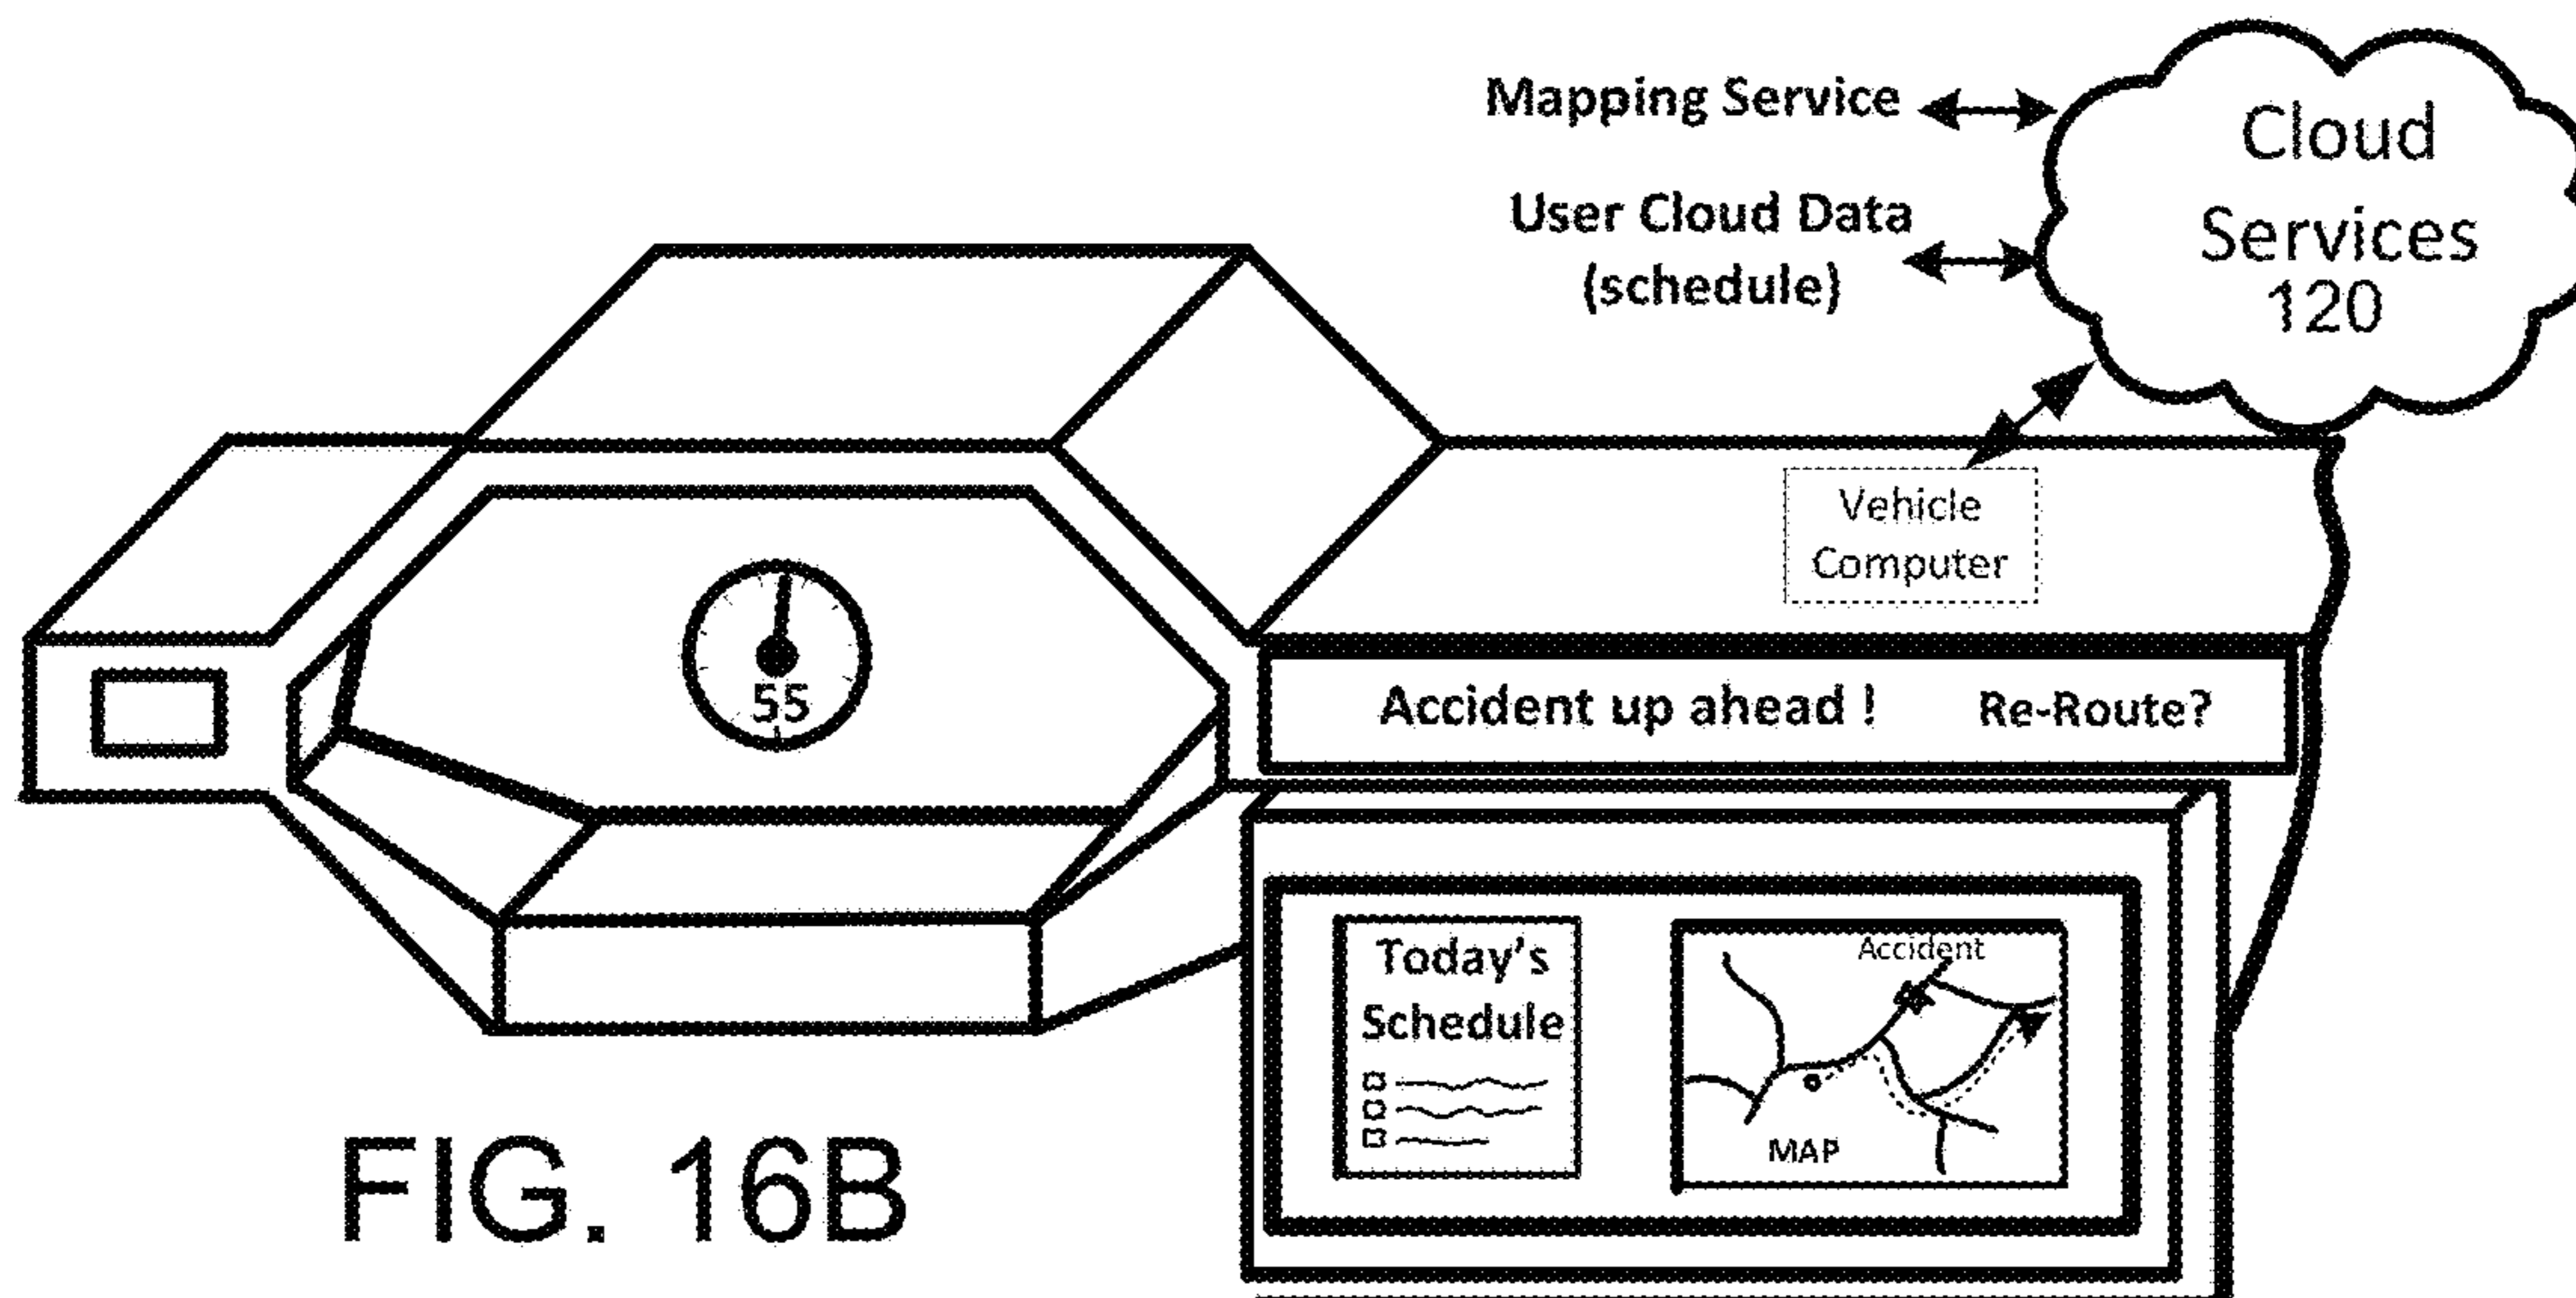 Mapping Service
Cloud
Services
120
User Cloud Data
(schedule)
Vehicle
Computer
55
Accident up ahead ! Re-Route?
Today's
Schedule
Accident
MAP
FIG. 16B